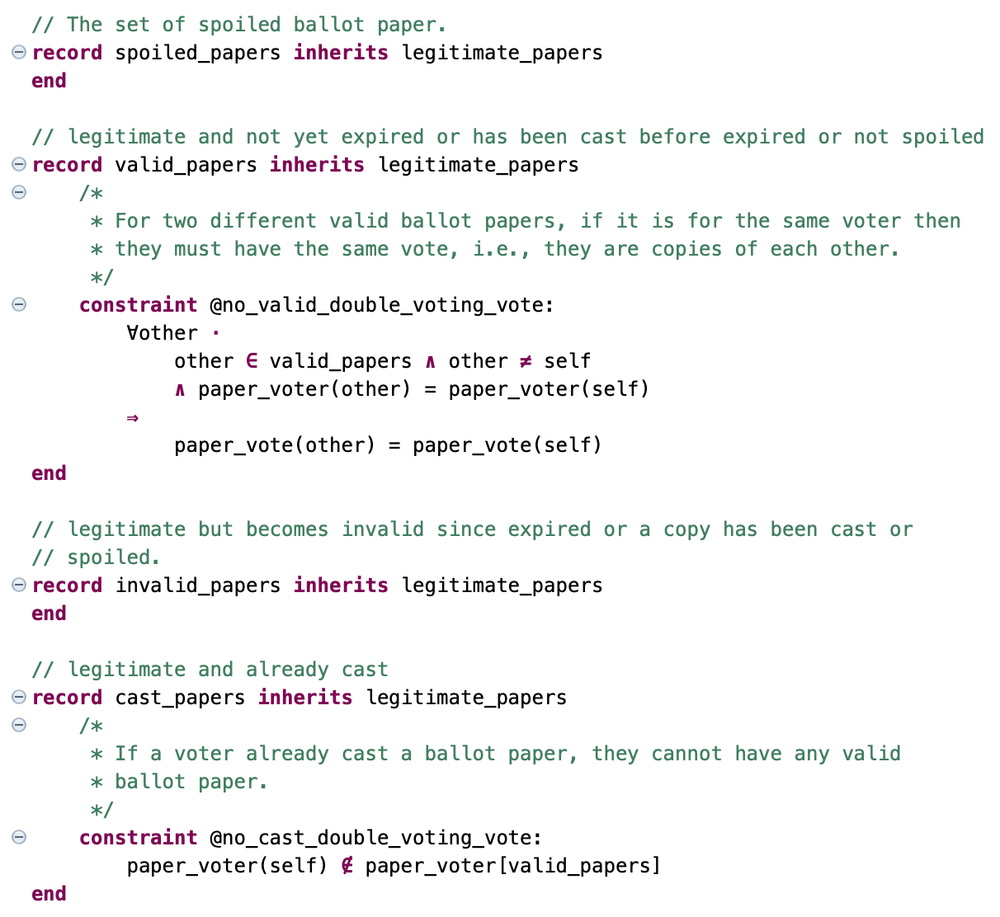 // The set of spoiled ballot paper.
record spoiled_papers inherits legitimate_papers
end
// legitimate and not yet expired or has been cast before expired or not spoiled
record valid_papers inherits legitimate_papers
/*
* For two different valid ballot papers, if it is for the same voter then
* they must have the same vote, i.e., they are copies of each other.
*/
constraint @no_valid_double_voting_vote:
∀other ·
other ∈ valid_papers ∧ other ≠ self
∧ paper_voter(other) = paper_voter(self)
⇒
paper_vote(other) = paper_vote(self)
end
// legitimate but becomes invalid since expired or a copy has been cast or
// spoiled.
record invalid_papers inherits legitimate_papers
end
// legitimate and already cast
record cast_papers inherits legitimate_papers
/*
* If a voter already cast a ballot paper, they cannot have any valid
* ballot paper.
*/
constraint @no_cast_double_voting_vote:
paper_voter(self) ∉ paper_voter[valid_papers]
end